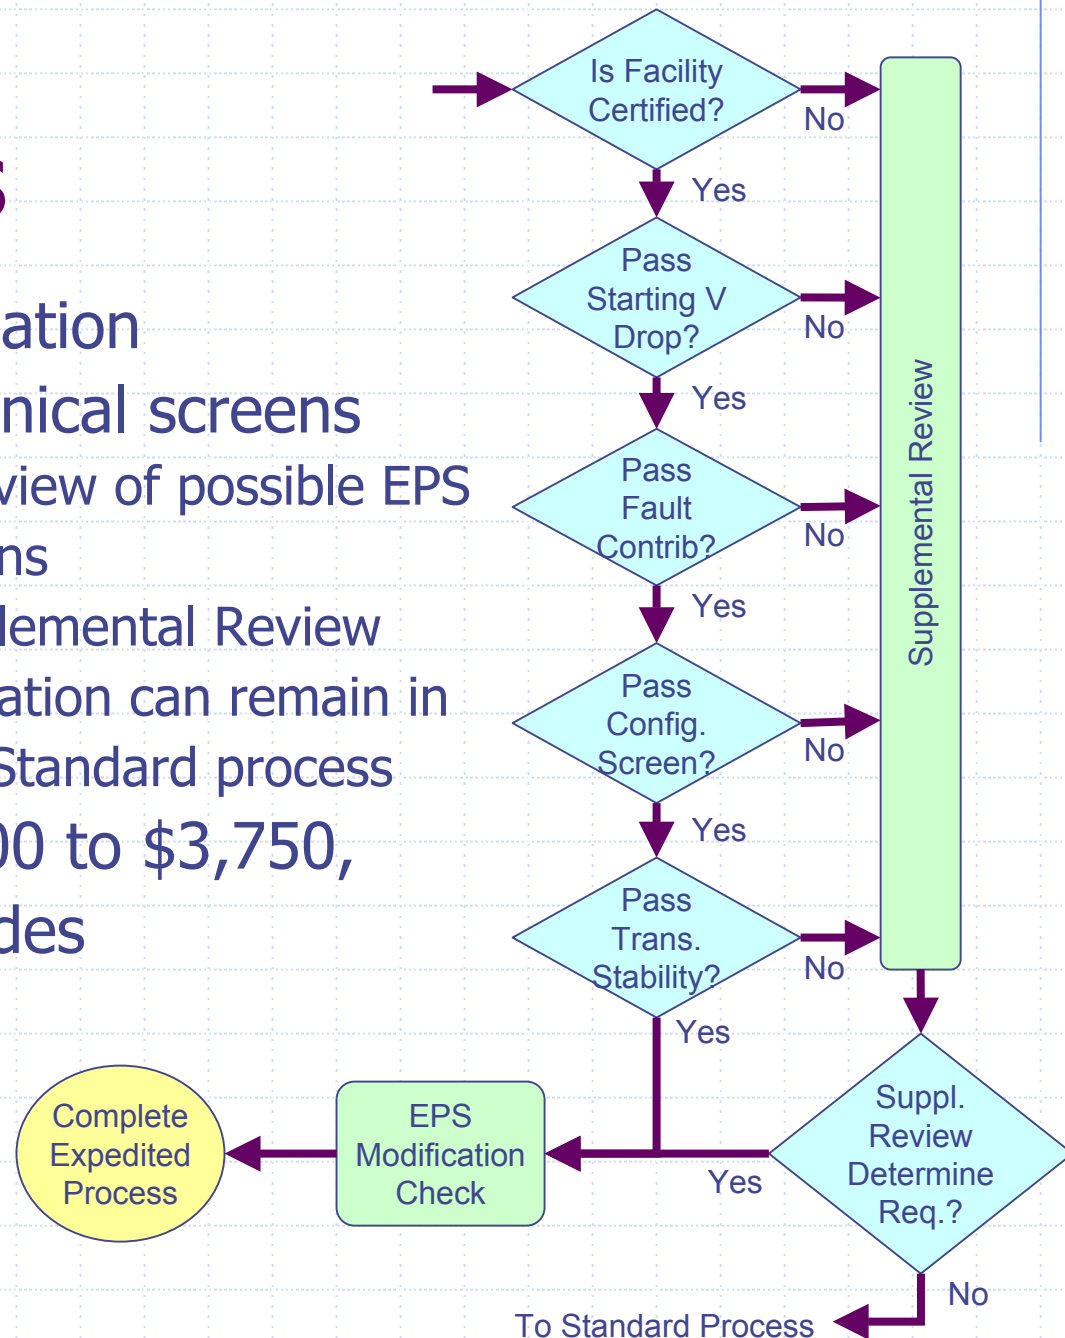 s
ation
nical screens
view of possible EPS
ns
lemental Review
ation can remain in
Standard process
00 to $3,750,
des
Is Facility
Certified?
No
Yes
Pass
Starting V
Drop?
No
Yes
Pass
Fault
Contrib?
No
Yes
Pass
Config.
Screen?
No
Yes
Pass
Trans.
Stability?
No
Yes
Supplemental Review
Suppl.
Review
Determine
Req.?
Yes
No
EPS
Modification
Check
Complete
Expedited
Process
To Standard Process